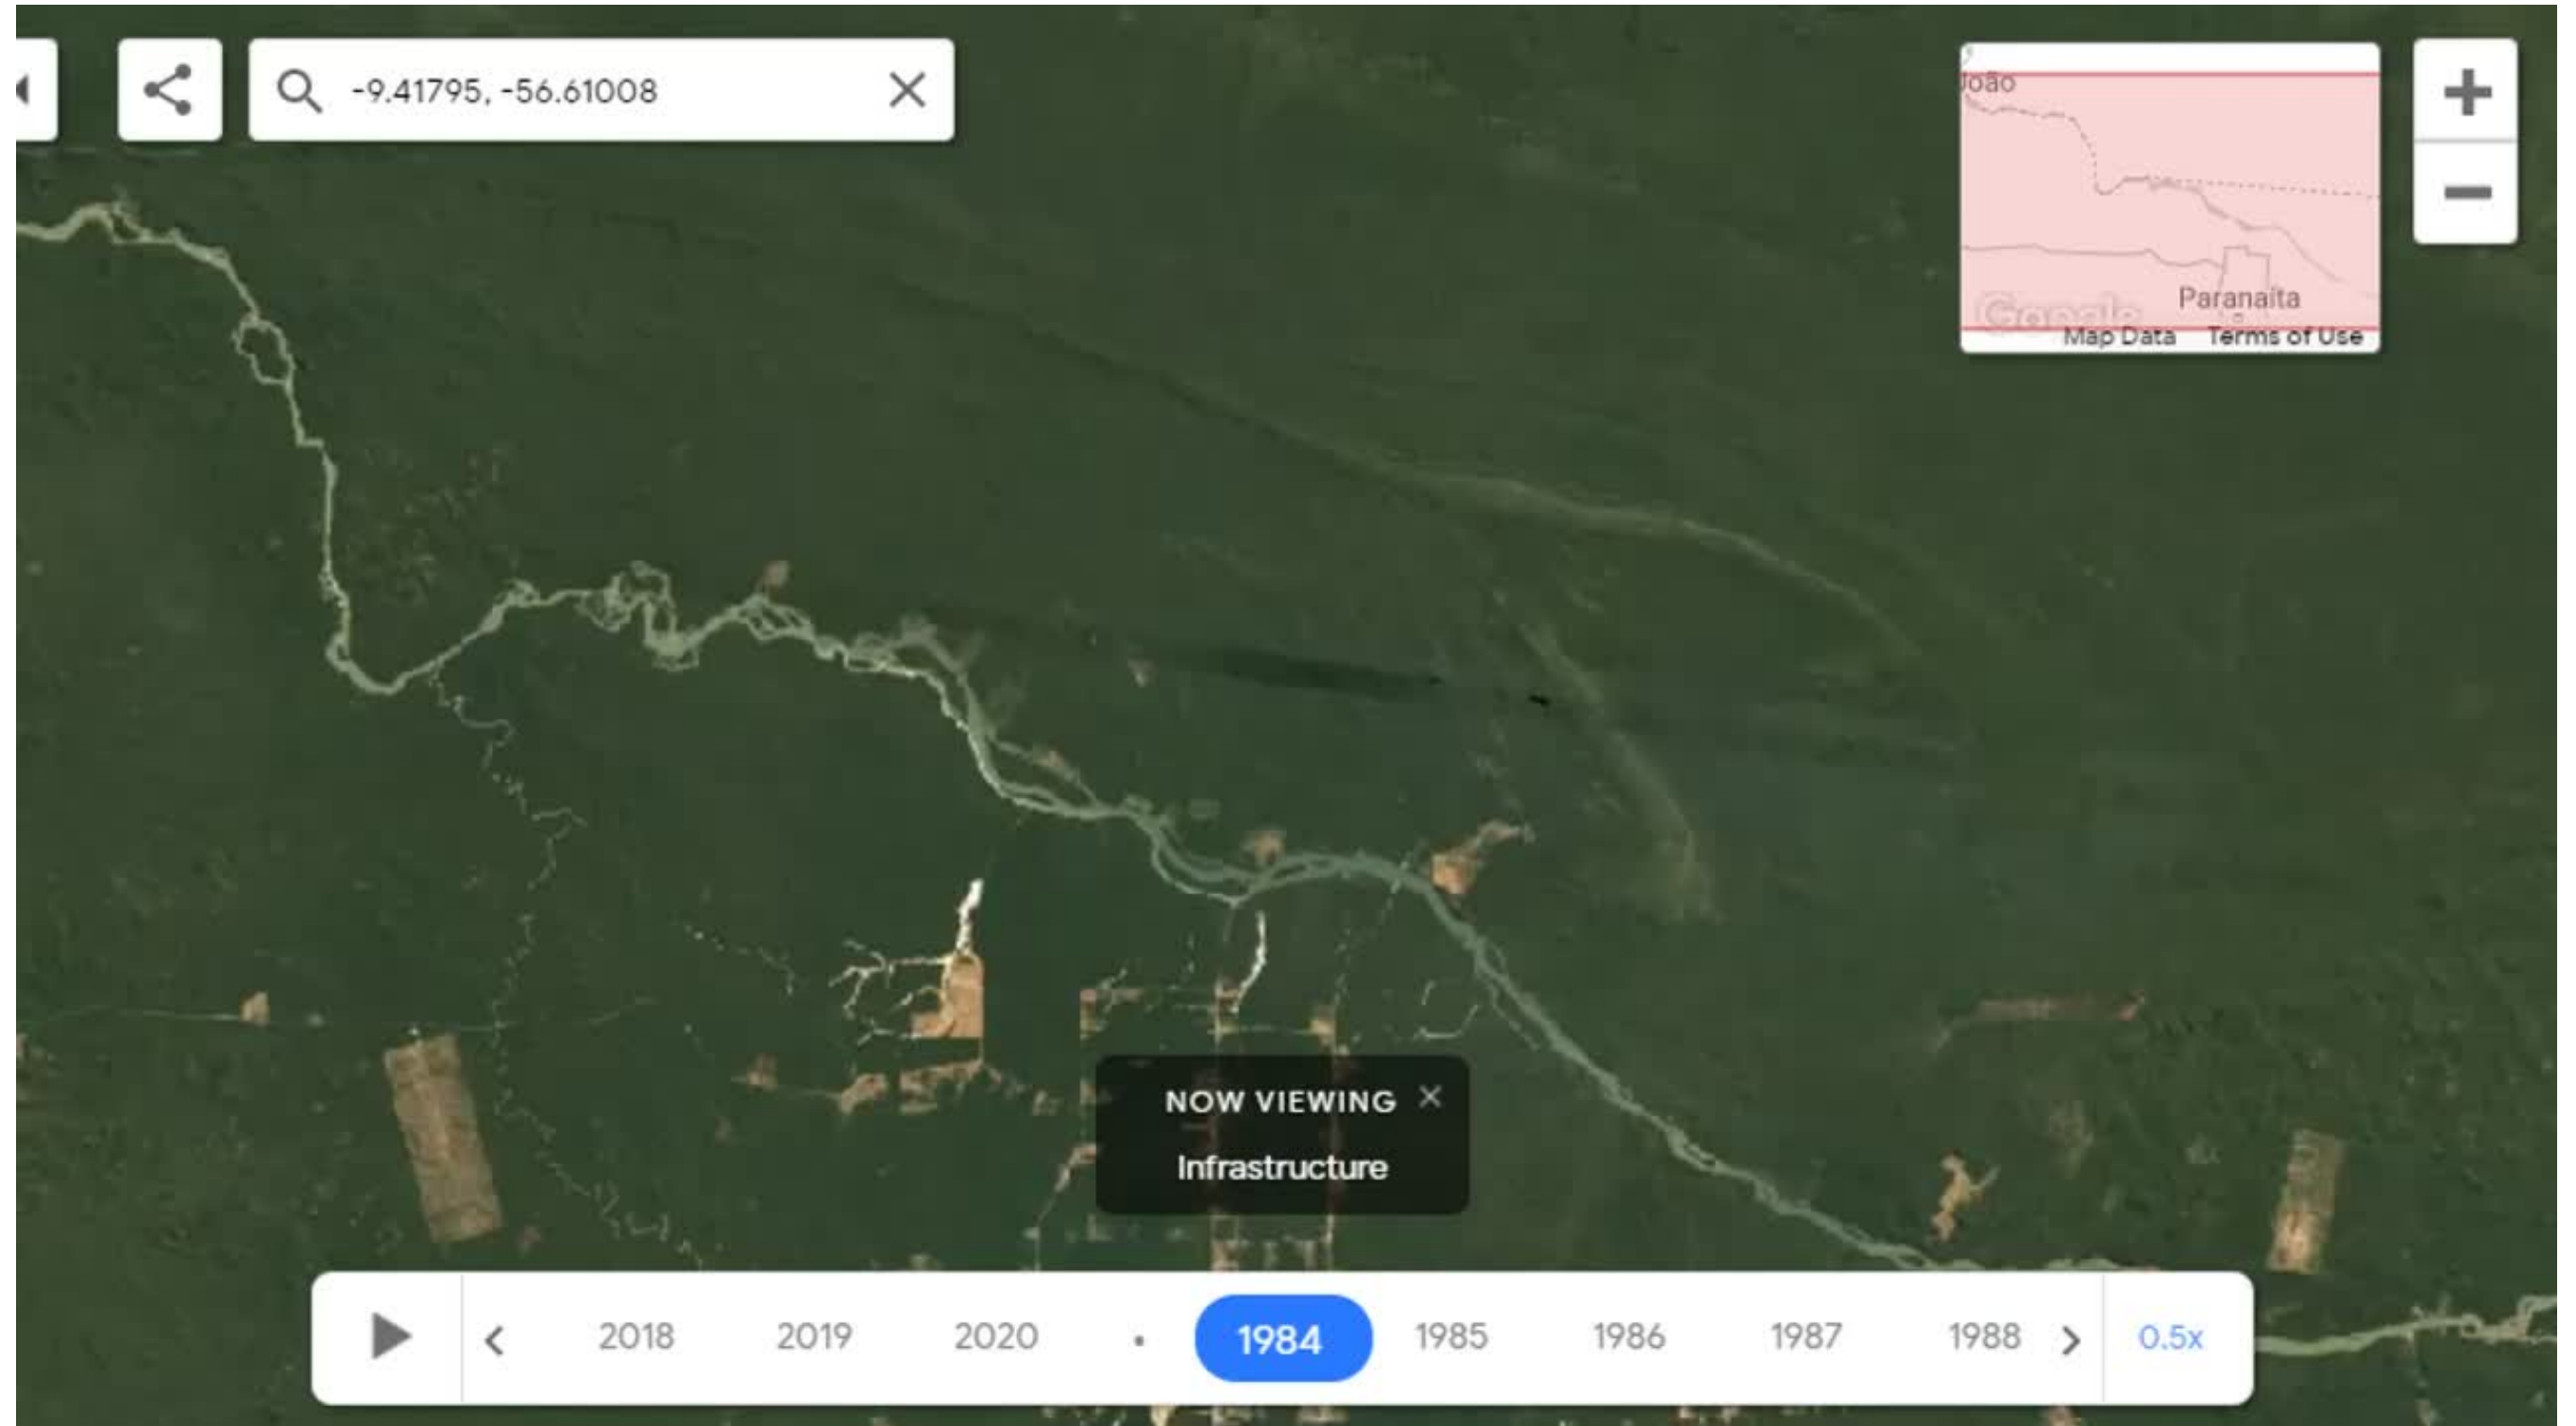 -9.41795, -56.61008
João
Paranaíta
Google
Map Data
Terms of Use
NOW VIEWING
Infrastructure
2018
2019
2020
1984
1985
1986
1987
1988
0.5x